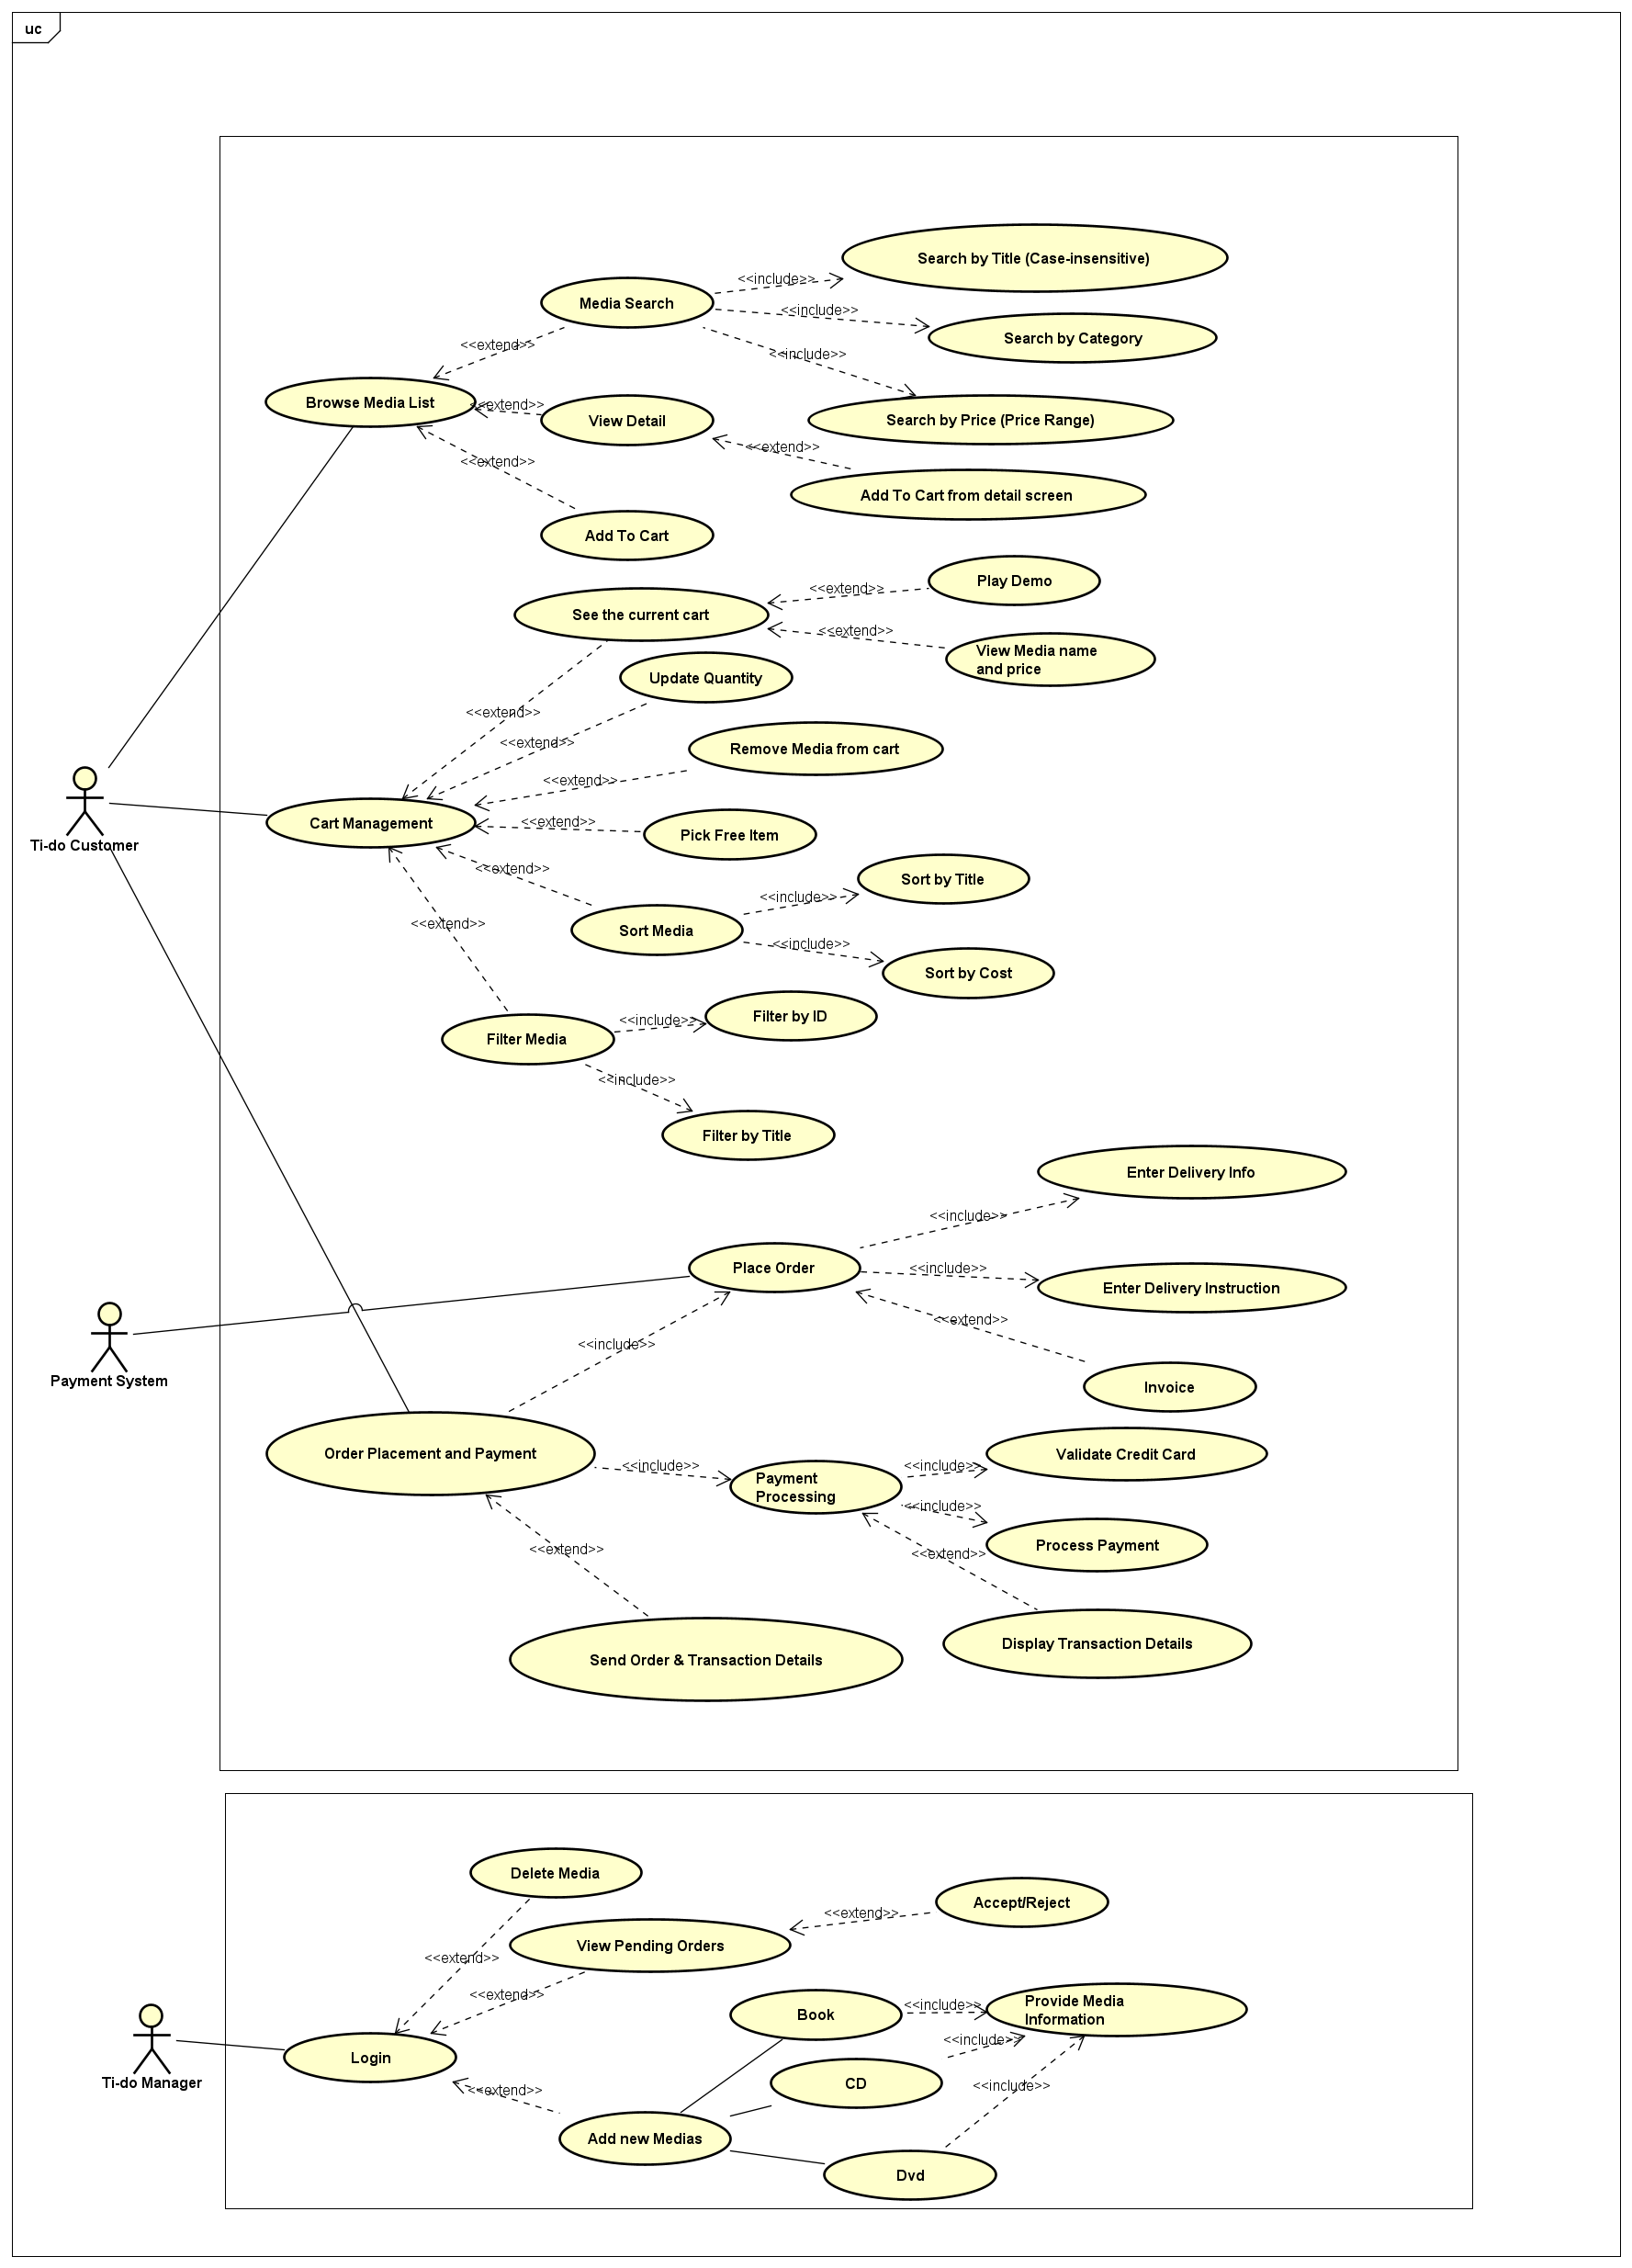 uc
Search by Title (Case-insensitive)
<<include>>
Media Search
<<include>>
Search by Category
<<extend>>
<<include>>
Browse Media List
<<extend>>
View Detail
Search by Price (Price Range)
<<extend>>
<<extend>>
Add To Cart from detail screen
Add To Cart
Play Demo
<<extend>>
See the current cart
<<extend>>
View Media name
and price
Update Quantity
<<extend>>
<<extend>>
Remove Media from cart
<<extend>>
Cart Management
<<extend>>
Pick Free Item
Ti-do Customer
<<extend>>
Sort by Title
<<include>>
<<extend>>
Sort Media
<<include>>
Sort by Cost
Filter by ID
<<include>>
Filter Media
<<include>>
Filter by Title
Enter Delivery Info
<<include>>
Place Order
<<include>>
Enter Delivery Instruction
<<extend>>
<<include>>
Payment System
Invoice
Order Placement and Payment
<<include>>
Payment
Processing
<<include>>
Validate Credit Card
<<include>>
Process Payment
<<extend>>
<<extend>>
Display Transaction Details
Send Order & Transaction Details
Delete Media
Accept/Reject
<<extend>>
View Pending Orders
<<extend>>
<<extend>>
Book
<<include>>
Provide Media
Information
<<include>>
Login
Ti-do Manager
CD
<<include>>
<<extend>>
Add new Medias
Dvd